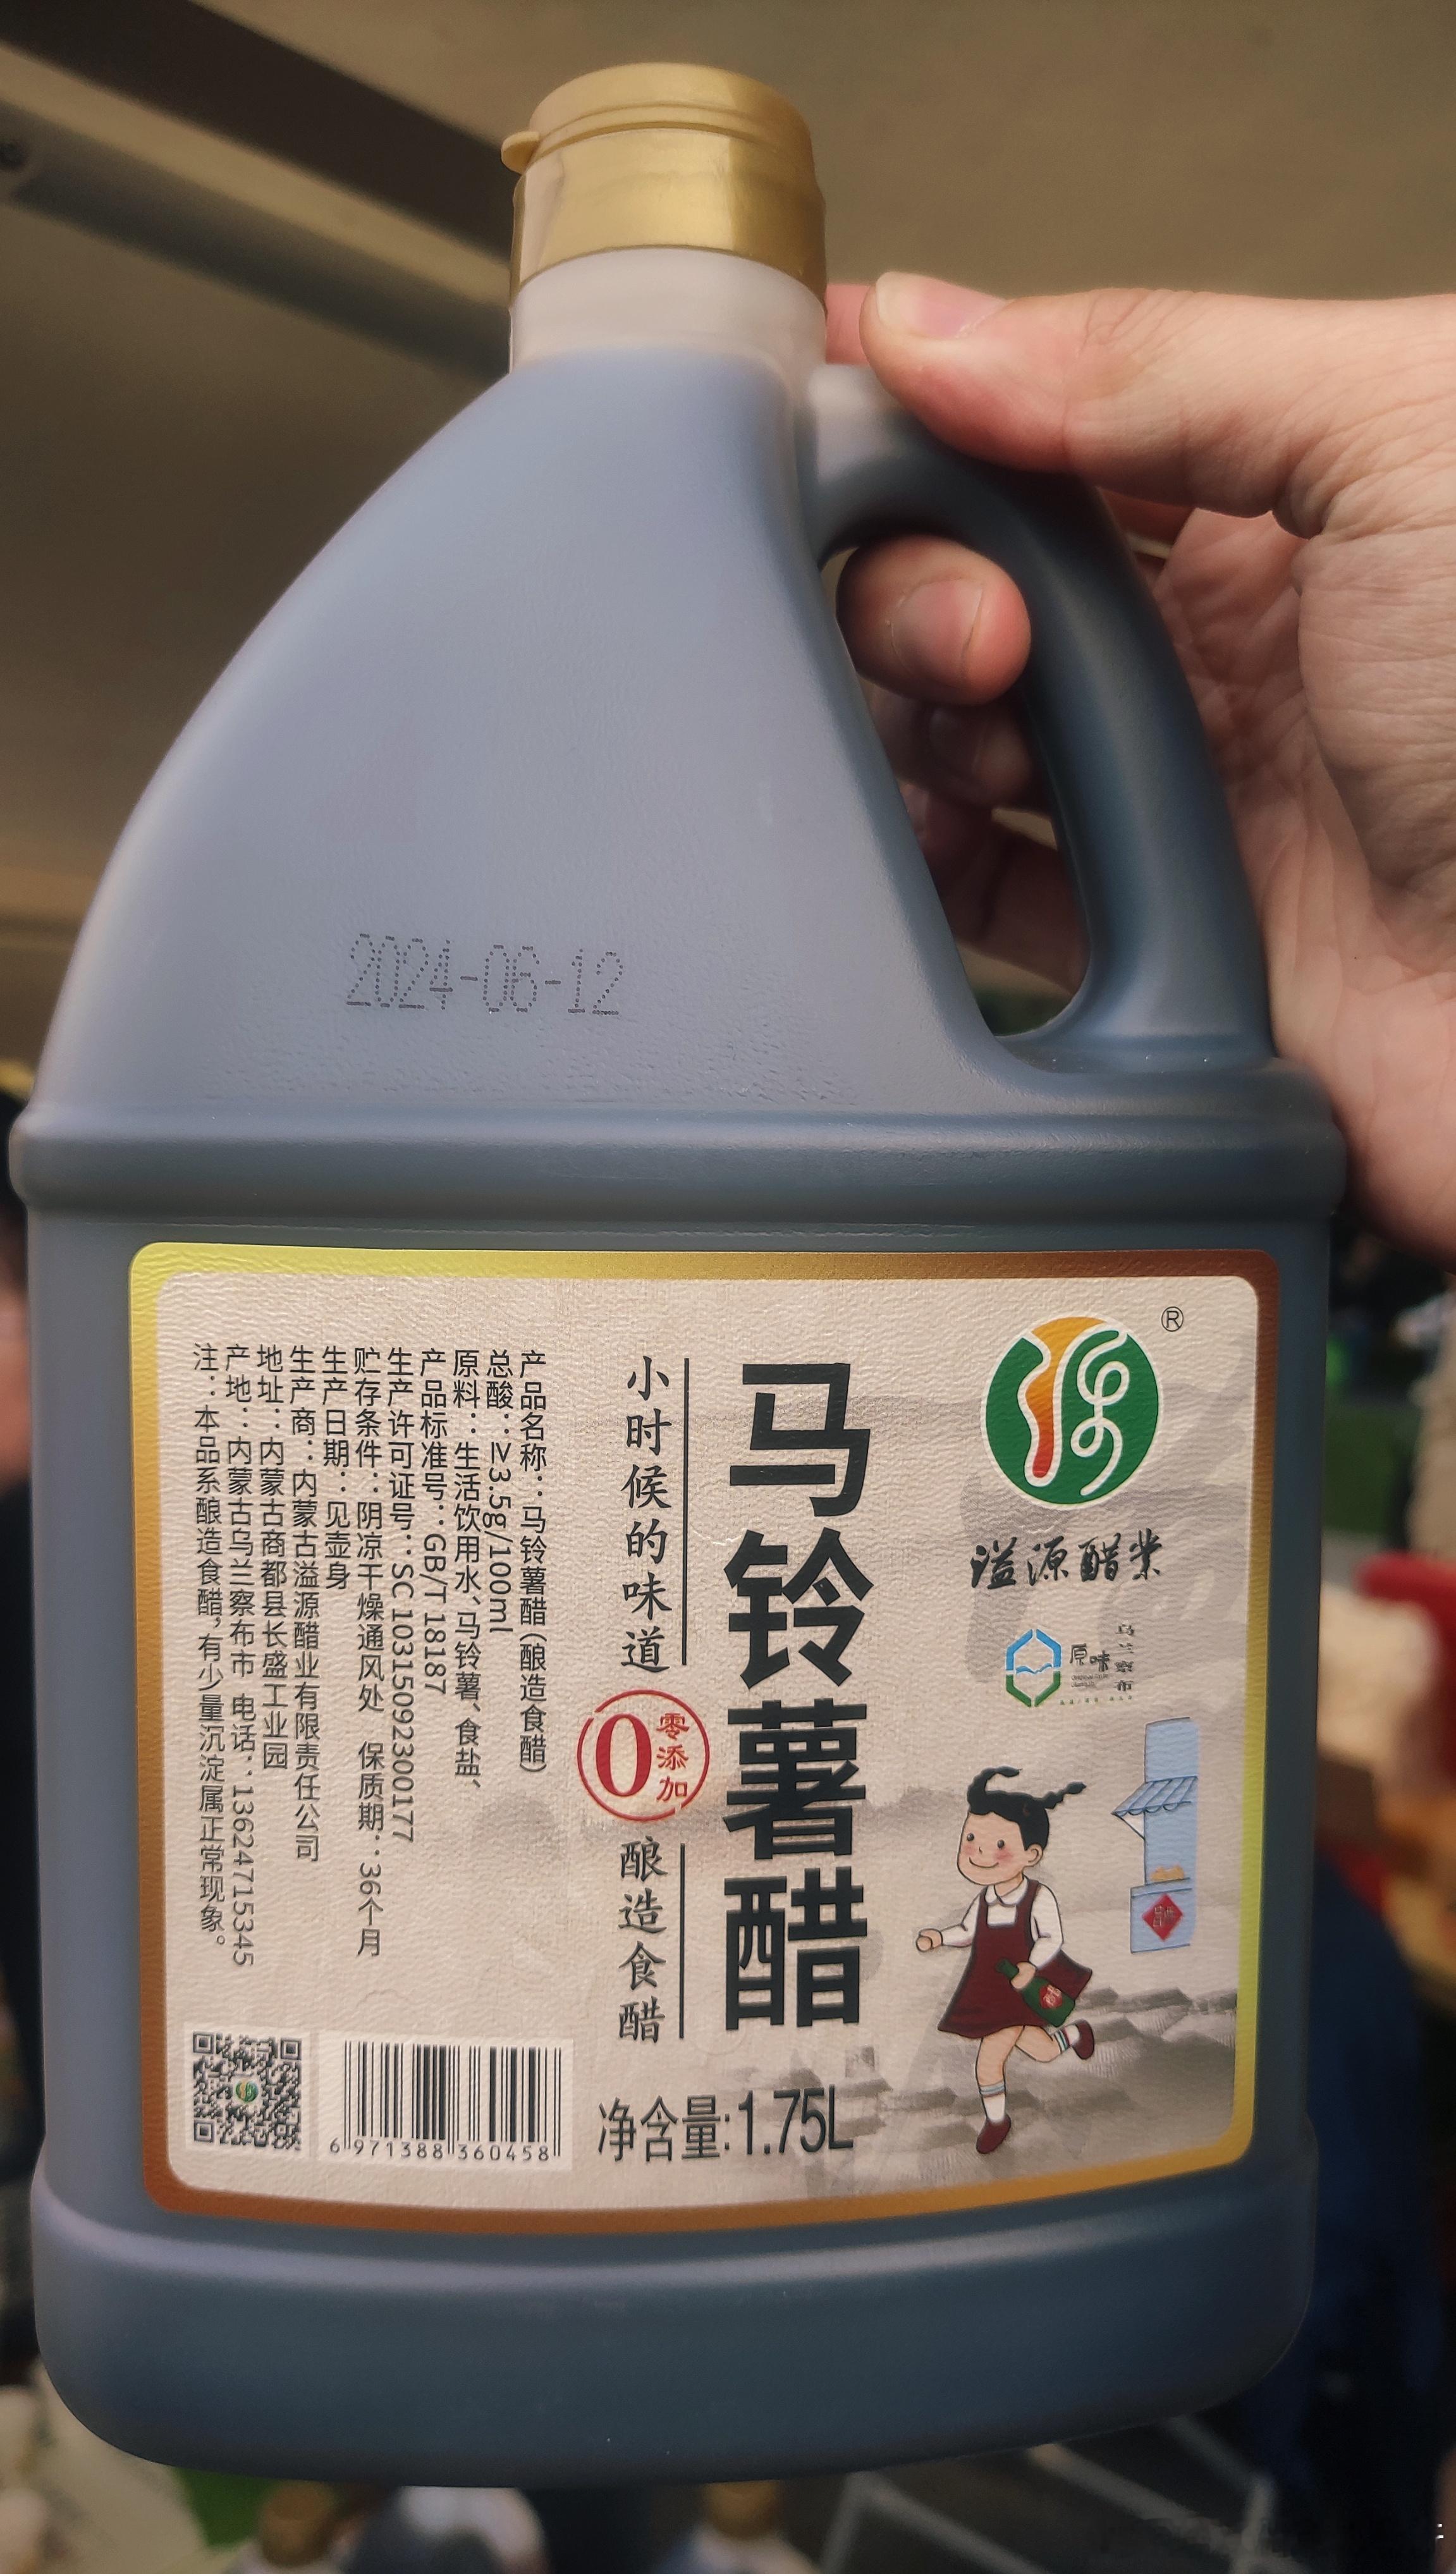 2024-06-12
®
源
溢源醋业
原味
乌兰察布
马铃薯醋
小时候的味道
0
零添加
酿造食醋
净含量:1.75L
产品名称：马铃薯醋(酿造食醋)
总酸：≥3.5g/100ml
原料：生活饮用水、马铃薯、食盐、
产品标准号：GB/T 18187
生产许可证号：SC 10315092300177
贮存条件：阴凉干燥通风处 保质期：36个月
生产日期：见壶身
生产商：内蒙古溢源醋业有限责任公司
地址：内蒙古商都县长盛工业园
产地：内蒙古乌兰察布市 电话：13624715345
注：本品系酿造食醋，有少量沉淀属正常现象。
6 971388 360458